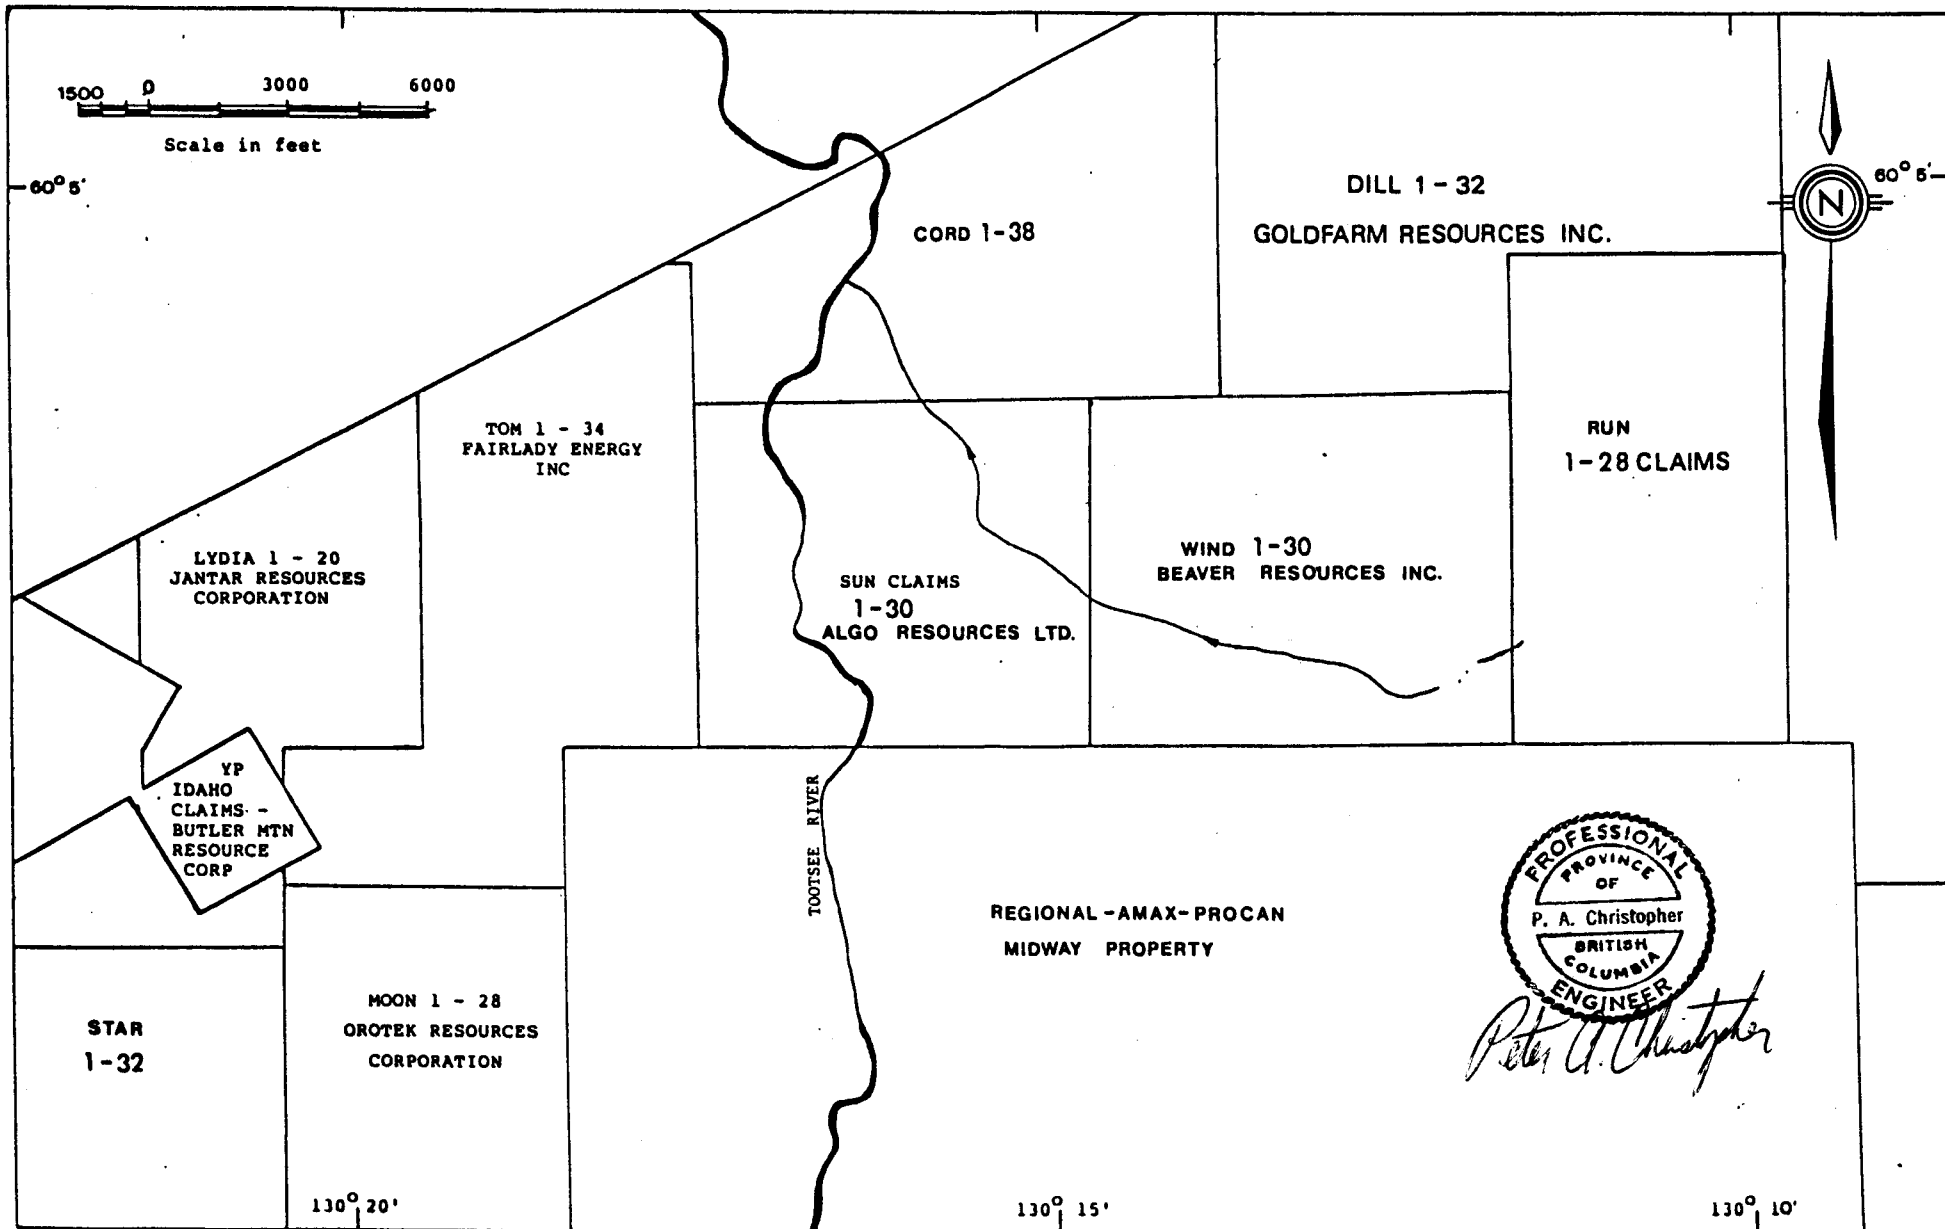 1500 0 3000 6000
Scale in feet
60° 5'
60° 5'
N
DILL 1-32
GOLDFARM RESOURCES INC.
CORD 1-38
TOM 1 - 34
FAIRLADY ENERGY
INC
RUN
1-28 CLAIMS
LYDIA 1 - 20
JANTAR RESOURCES
CORPORATION
SUN CLAIMS
1-30
ALGO RESOURCES LTD.
WIND 1-30
BEAVER RESOURCES INC.
YP
IDAHO
CLAIMS -
BUTLER MTN
RESOURCE
CORP
TOOTSEE RIVER
REGIONAL-AMAX-PROCAN
MIDWAY PROPERTY
PROFESSIONAL
PROVINCE
OF
P. A. Christopher
BRITISH
COLUMBIA
ENGINEER
Peter A. Christopher
STAR
1-32
MOON 1 - 28
OROTEK RESOURCES
CORPORATION
130° 20'
130° 15'
130° 10'